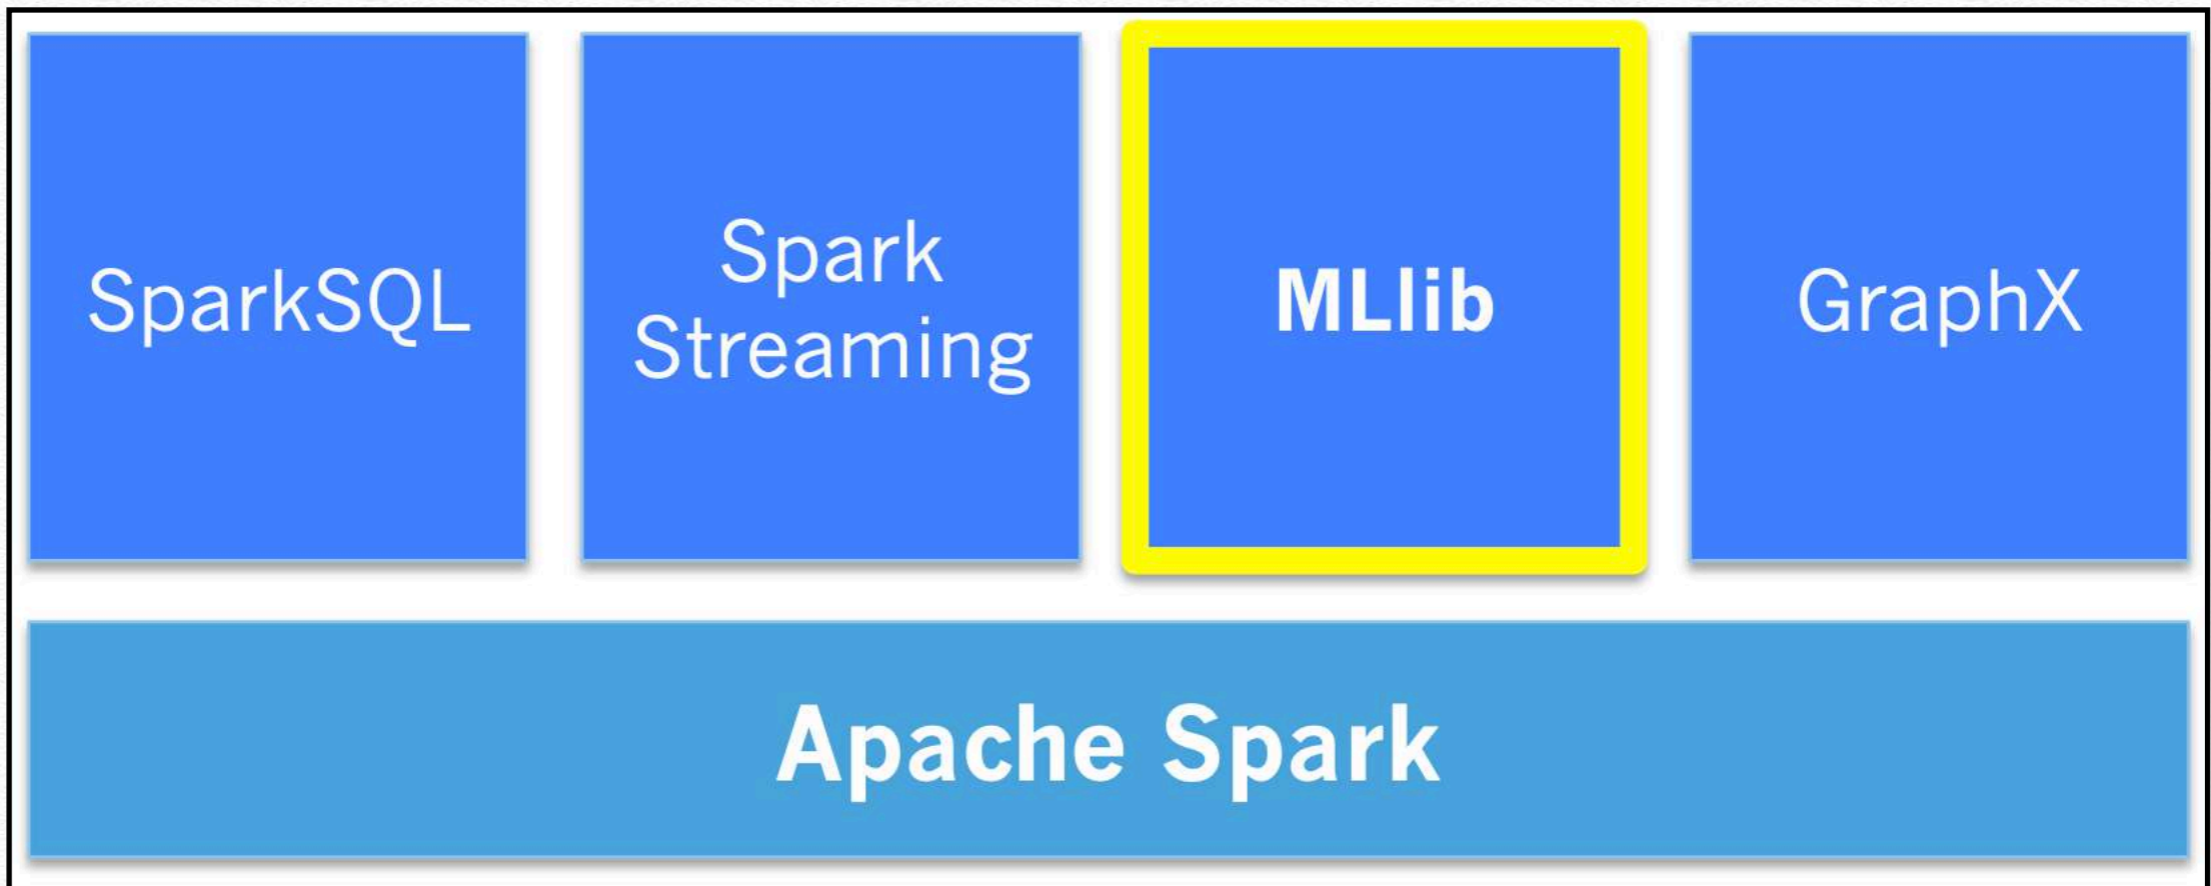 SparkSQL
Spark
Streaming
MLlib
GraphX
Apache Spark